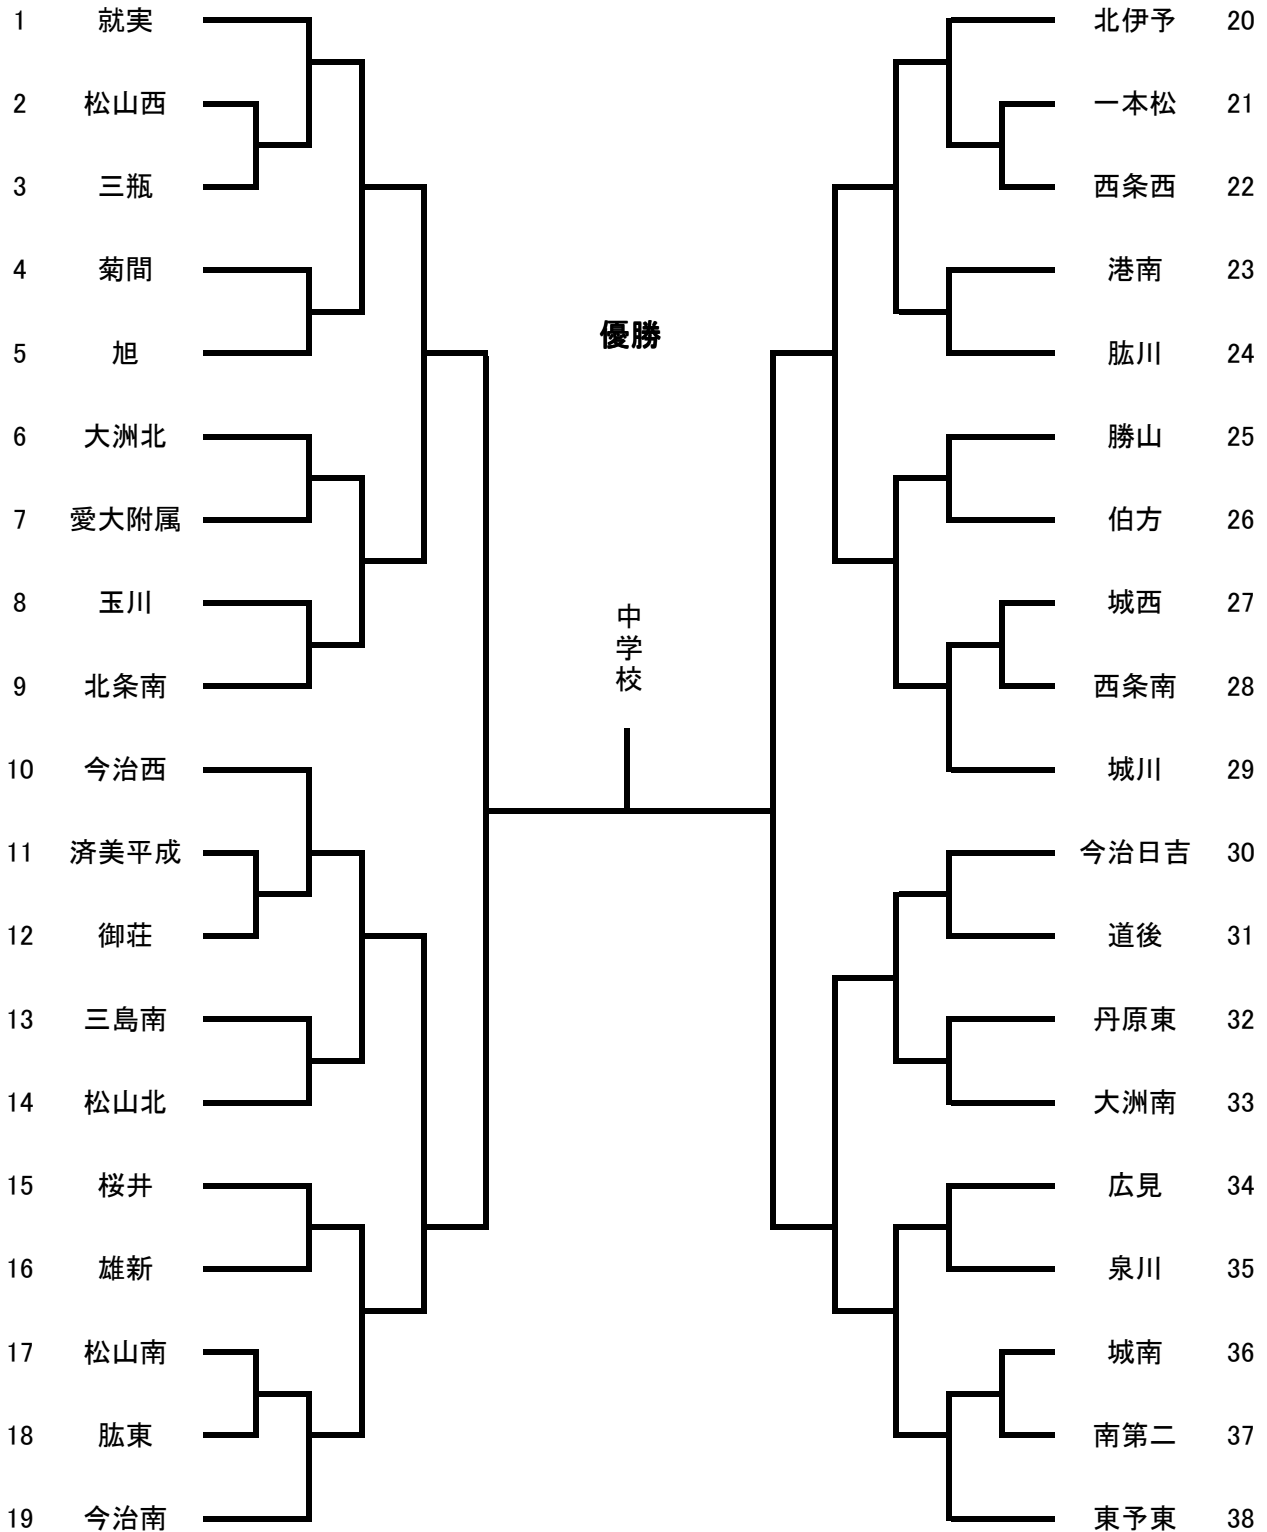 1 就実
2 松山西
3 三瓶
4 菊間
5 旭
6 大洲北
7 愛大附属
8 玉川
9 北条南
10 今治西
11 済美平成
12 御荘
13 三島南
14 松山北
15 桜井
16 雄新
17 松山南
18 肱東
19 今治南
優勝
中学校
北伊予 20
一本松 21
西条西 22
港南 23
肱川 24
勝山 25
伯方 26
城西 27
西条南 28
城川 29
今治日吉 30
道後 31
丹原東 32
大洲南 33
広見 34
泉川 35
城南 36
南第二 37
東予東 38